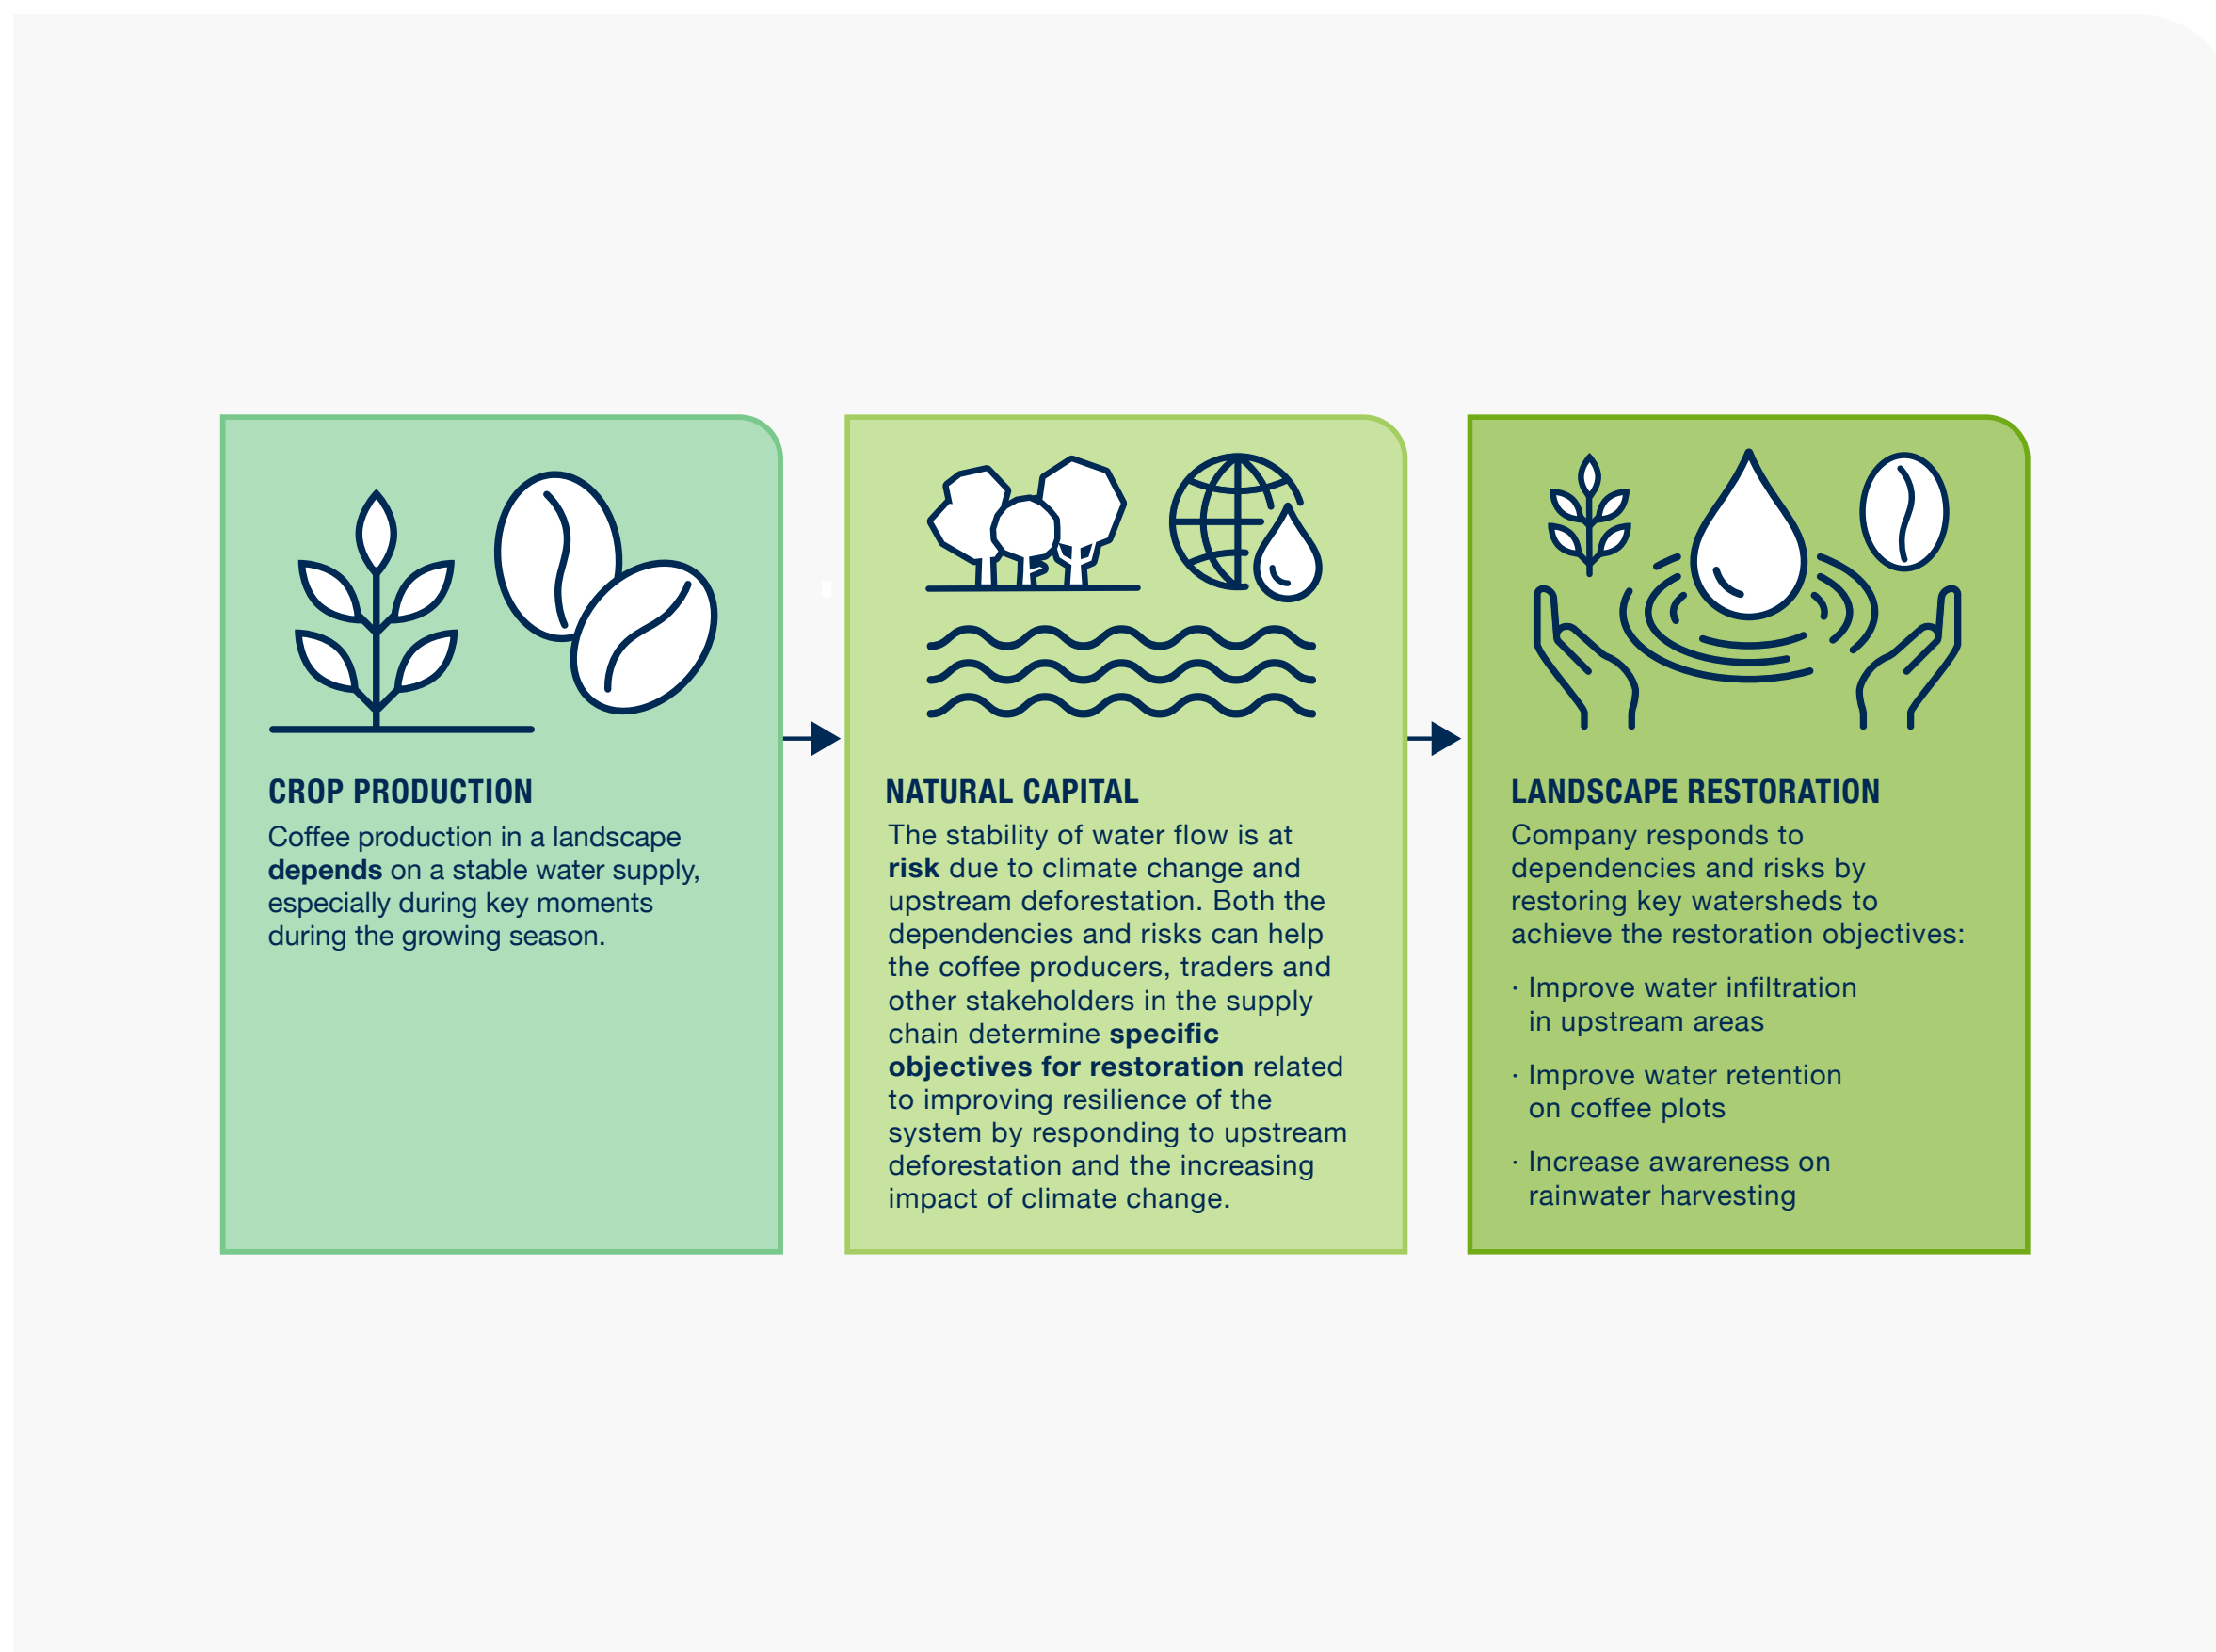 CROP PRODUCTION
Coffee production in a landscape
depends on a stable water supply,
especially during key moments
during the growing season.
NATURAL CAPITAL
The stability of water flow is at
risk due to climate change and
upstream deforestation. Both the
dependencies and risks can help
the coffee producers, traders and
other stakeholders in the supply
chain determine specific
objectives for restoration related
to improving resilience of the
system by responding to upstream
deforestation and the increasing
impact of climate change.
LANDSCAPE RESTORATION
Company responds to
dependencies and risks by
restoring key watersheds to
achieve the restoration objectives:
· Improve water infiltration
in upstream areas
· Improve water retention
on coffee plots
· Increase awareness on
rainwater harvesting